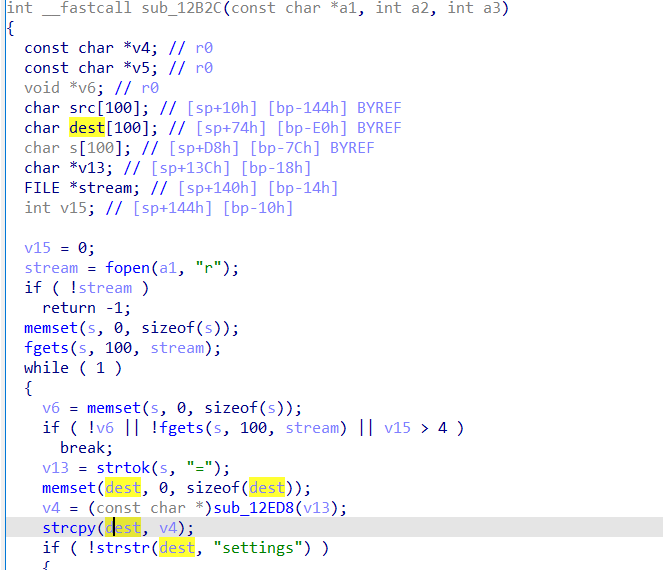 int __fastcall sub_12B2C(const char *a1, int a2, int a3)
{
const char *v4; // r0
const char *v5; // r0
void *v6; // r0
char src[100]; // [sp+10h] [bp-144h] BYREF
char dest[100]; // [sp+74h] [bp-E0h] BYREF
char s[100]; // [sp+D8h] [bp-7Ch] BYREF
char *v13; // [sp+13Ch] [bp-18h]
FILE *stream; // [sp+140h] [bp-14h]
int v15; // [sp+144h] [bp-10h]
v15 = 0;
stream = fopen(a1, "r");
if ( !stream )
return -1;
memset(s, 0, sizeof(s));
fgets(s, 100, stream);
while ( 1 )
{
v6 = memset(s, 0, sizeof(s));
if ( !v6 || !fgets(s, 100, stream) || v15 > 4 )
break;
v13 = strtok(s, "=");
memset(dest, 0, sizeof(dest));
v4 = (const char *)sub_12ED8(v13);
strcpy(dest, v4);
if ( !strstr(dest, "settings") )
{